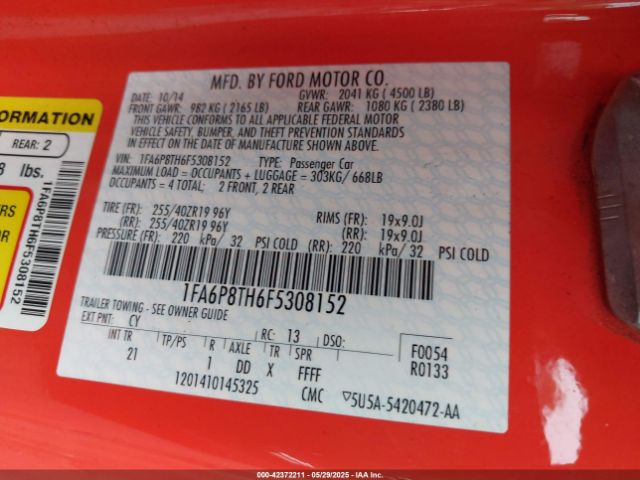 MFD. BY FORD MOTOR CO.
DATE: 10/14 GVWR: 2041 KG ( 4500 LB)
FRONT GAWR: 982 KG ( 2165 LB) REAR GAWR: 1080 KG ( 2380 LB)
THIS VEHICLE CONFORMS TO ALL APPLICABLE FEDERAL MOTOR
VEHICLE SAFETY, BUMPER, AND THEFT PREVENTION STANDARDS
IN EFFECT ON THE DATE OF MANUFACTURE SHOWN ABOVE.
VIN: 1FA6P8TH6F5308152 TYPE: Passenger Car
MAXIMUM LOAD = OCCUPANTS + LUGGAGE = 303KG/ 668LB
OCCUPANTS = 4 TOTAL; 2 FRONT, 2 REAR
TIRE (FR): 255/40ZR19 96Y RIMS (FR): 19x9.0J
(RR): 255/40ZR19 96Y (RR): 19x9.0J
PRESSURE (FR): 220 kPa/ 32 PSI COLD (RR): 220 kPa/ 32 PSI COLD
1FA6P8TH6F5308152
TRAILER TOWING - SEE OWNER GUIDE
EXT PNT: CY RC: 13 DSO:
INT TR TP/PS R AXLE TR SPR
21 1 DD X FFFF
F0054
R0133
1201410145325 CMC ▽5U5A-5420472-AA
FORMATION
REAR: 2
8 lbs.
1FA6P8TH6F5308152
000-42372211 - 05/29/2025 - IAAI.COM